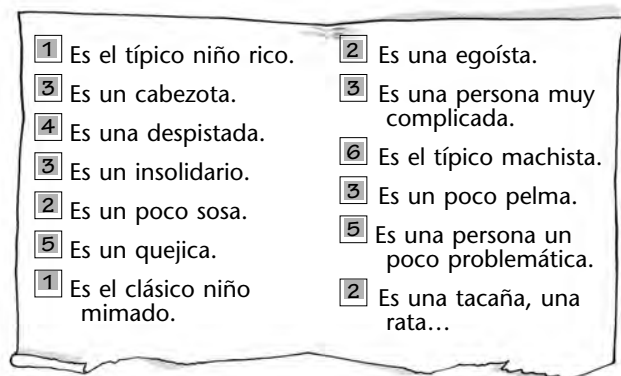 1 Es el típico niño rico.
3 Es un cabezota.
4 Es una despistada.
3 Es un insolidario.
2 Es un poco sosa.
5 Es un quejica.
1 Es el clásico niño
mimado.
2 Es una egoísta.
3 Es una persona muy
complicada.
6 Es el típico machista.
3 Es un poco pelma.
5 Es una persona un
poco problemática.
2 Es una tacaña, una
rata…